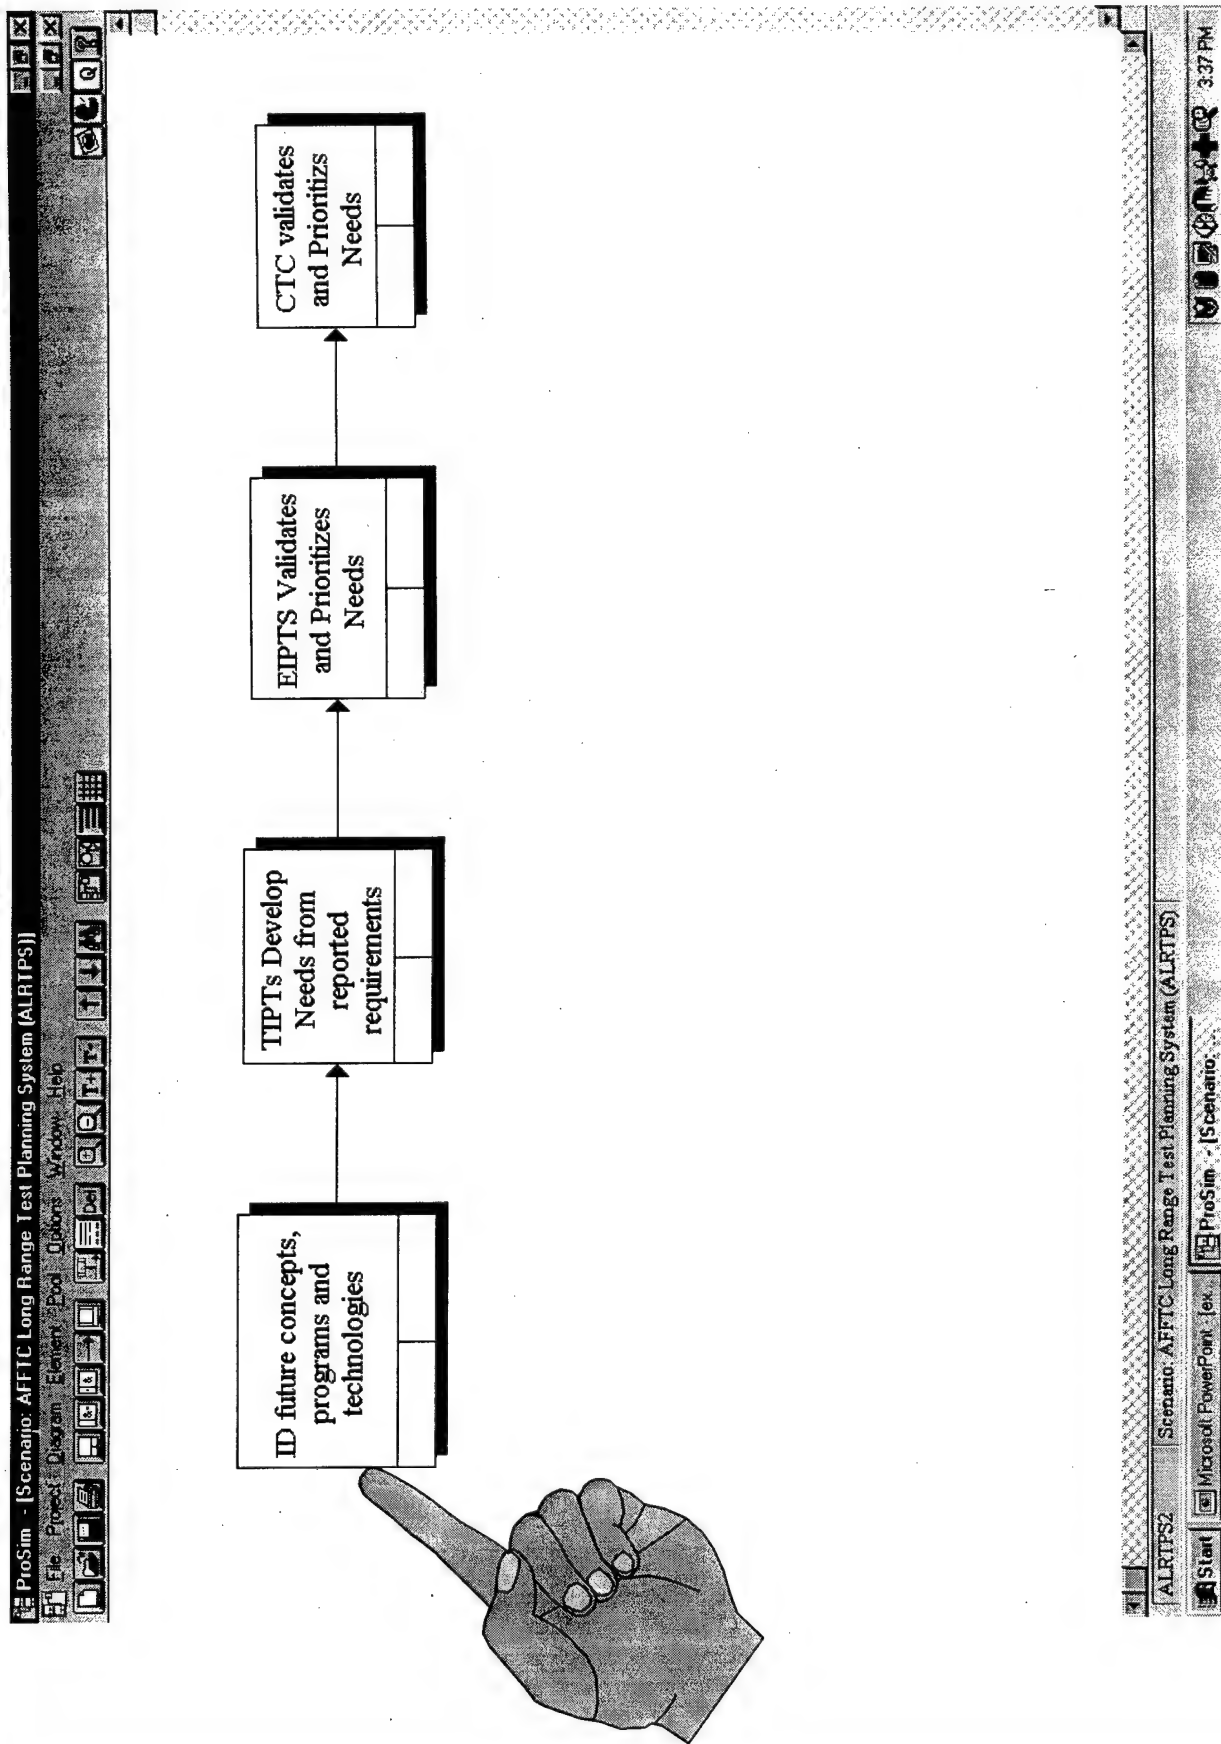 ProSim - [Scenario: AFFTC Long Range Test Planning System (ALRTPS)]
File Project Diagram Element Pool Options Window Help
Del T+ T-
Q ?
ID future concepts,
programs and
technologies
TIPTs Develop
Needs from
reported
requirements
EIPTS Validates
and Prioritizes
Needs
CTC validates
and Prioritizs
Needs
ALRTPS2 Scenario: AFFTC Long Range Test Planning System (ALRTPS)
Start Microsoft PowerPoint - [ex... ProSim - [Scenario: ... 3:37 PM